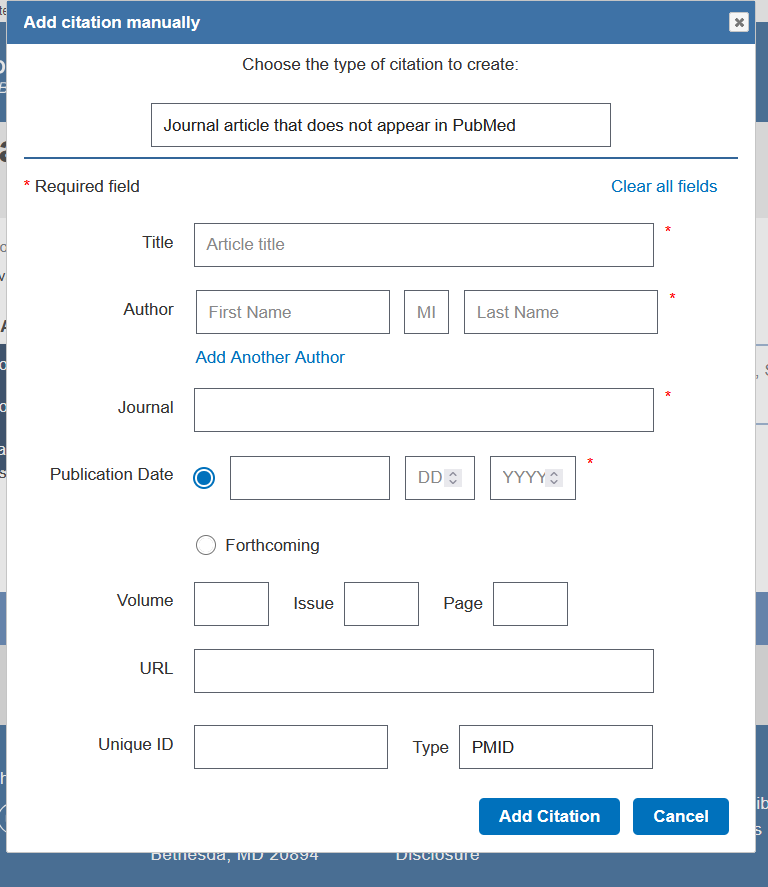 Add citation manually
Choose the type of citation to create:
Journal article that does not appear in PubMed
* Required field Clear all fields
Title Article title *
Author First Name MI Last Name *
Add Another Author
Journal *
Publication Date DD YYYY *
Forthcoming
Volume Issue Page
URL
Unique ID Type PMID
Add Citation Cancel
Bethesda, MD 20894 Disclosure